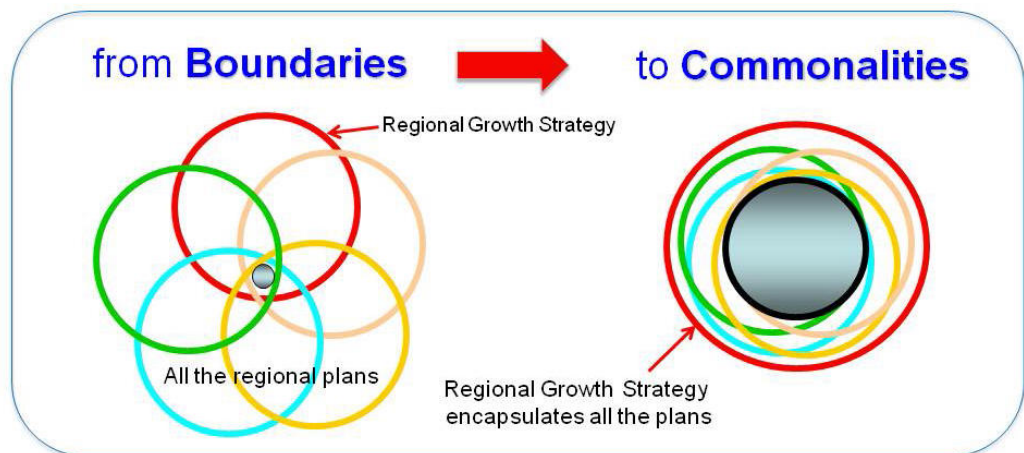 from Boundaries
to Commonalities
Regional Growth Strategy
All the regional plans
Regional Growth Strategy
encapsulates all the plans